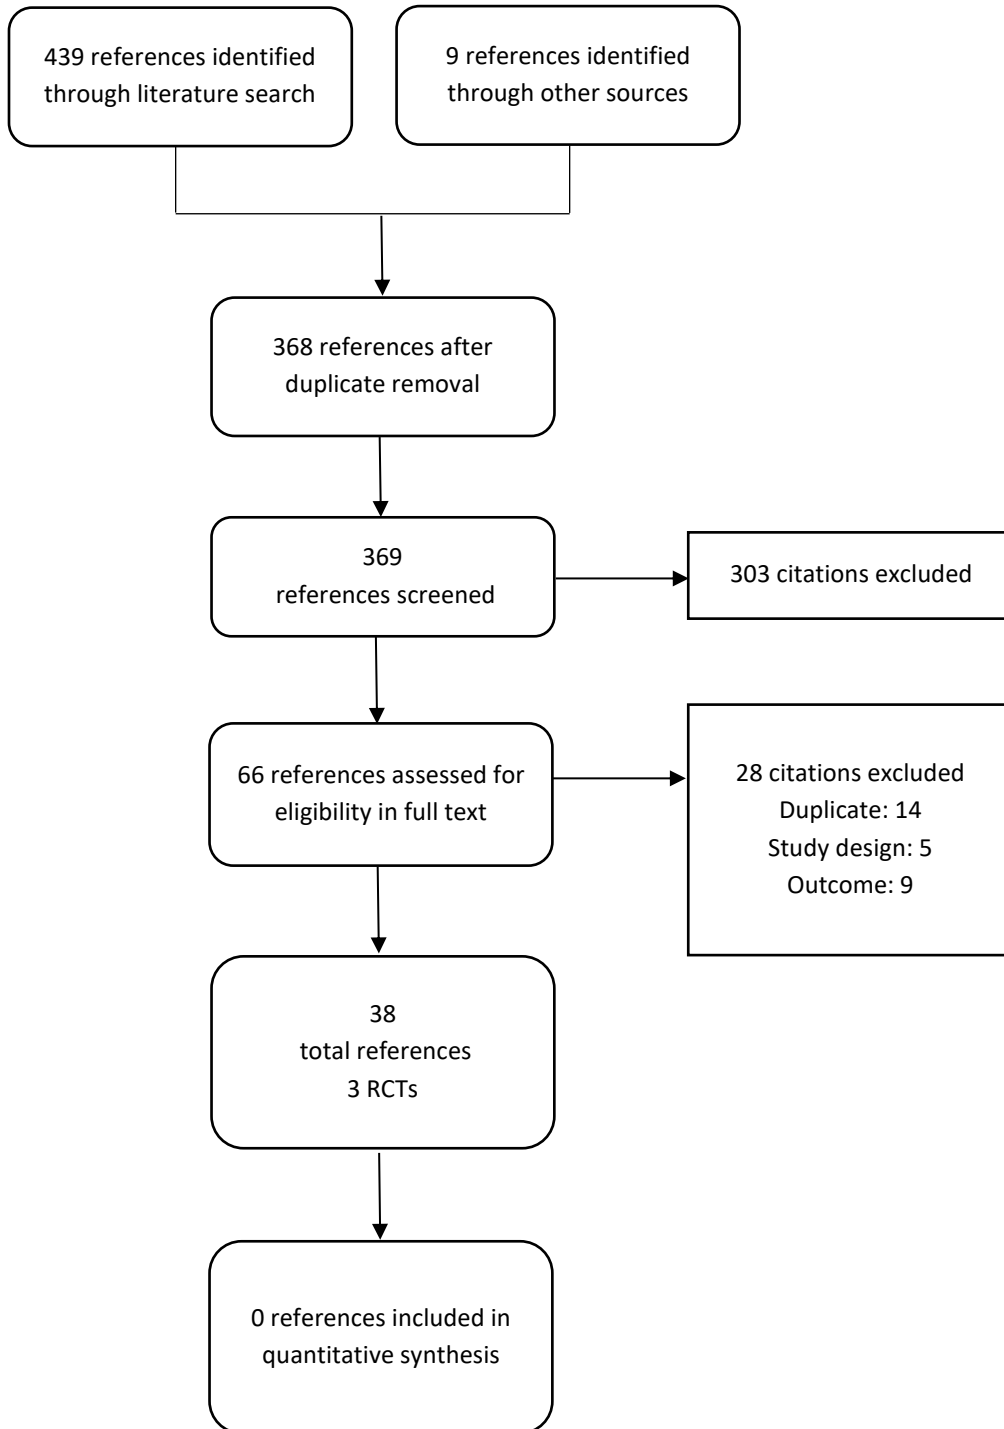 439 references identified
through literature search
9 references identified
through other sources
368 references after
duplicate removal
369
references screened
303 citations excluded
66 references assessed for
eligibility in full text
28 citations excluded
Duplicate: 14
Study design: 5
Outcome: 9
38
total references
3 RCTs
0 references included in
quantitative synthesis